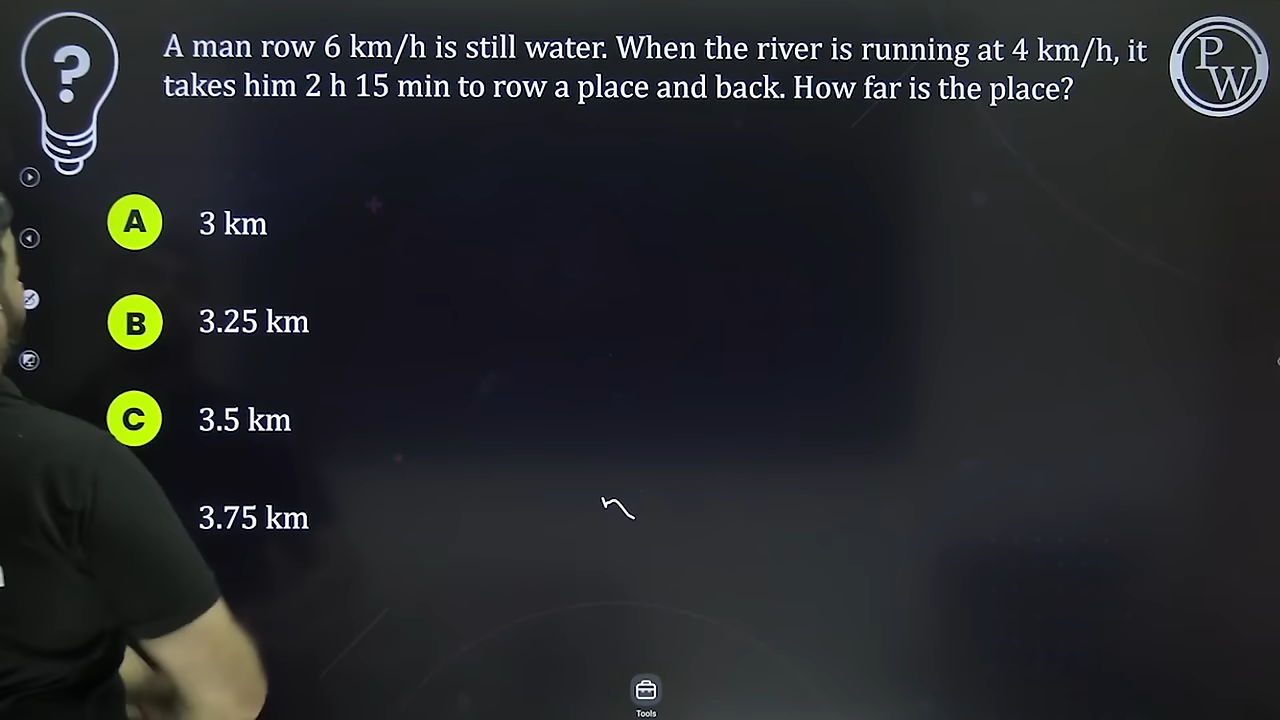 A man row 6 km/h is still water. When the river is running at 4 km/h, it
takes him 2 h 15 min to row a place and back. How far is the place?
PW
A 3 km
B 3.25 km
C 3.5 km
3.75 km
Tools